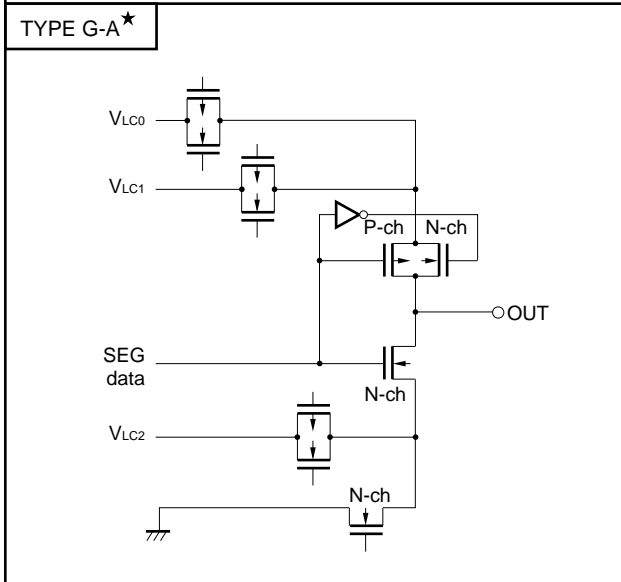 TYPE G-A★
VLC0
VLC1
P-ch N-ch
OUT
SEG
data
N-ch
VLC2
N-ch